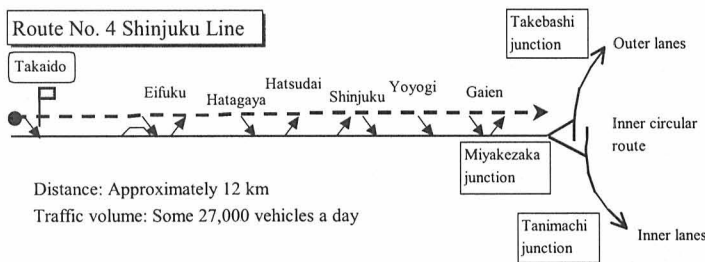 Route No. 4 Shinjuku Line
Takebashi
junction
Outer lanes
Takaido
Eifuku
Hatagaya
Hatsudai
Shinjuku
Yoyogi
Gaien
Inner circular
route
Miyakezaka
junction
Distance: Approximately 12 km
Traffic volume: Some 27,000 vehicles a day
Tanimachi
junction
Inner lanes